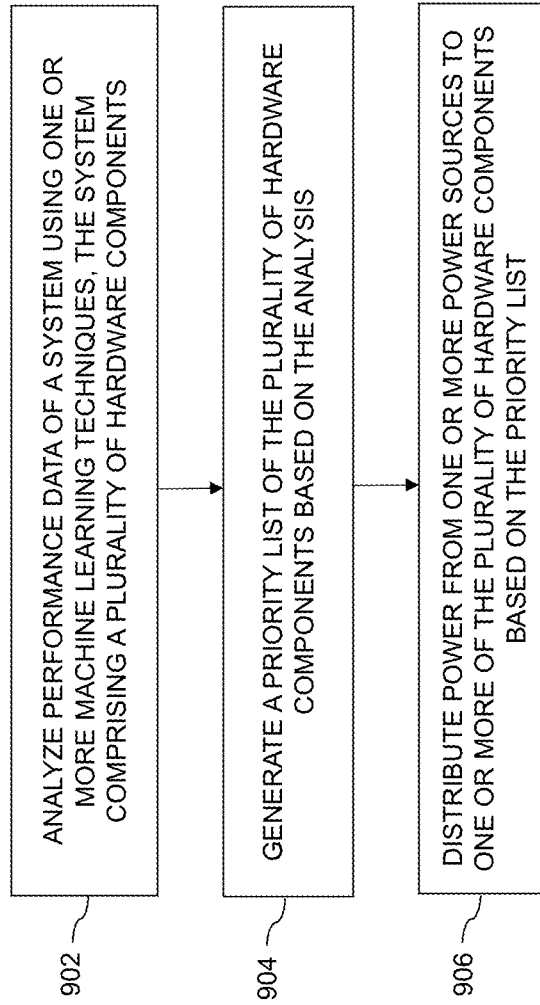 902
ANALYZE PERFORMANCE DATA OF A SYSTEM USING ONE OR
MORE MACHINE LEARNING TECHNIQUES, THE SYSTEM
COMPRISING A PLURALITY OF HARDWARE COMPONENTS
904
GENERATE A PRIORITY LIST OF THE PLURALITY OF HARDWARE
COMPONENTS BASED ON THE ANALYSIS
906
DISTRIBUTE POWER FROM ONE OR MORE POWER SOURCES TO
ONE OR MORE OF THE PLURALITY OF HARDWARE COMPONENTS
BASED ON THE PRIORITY LIST